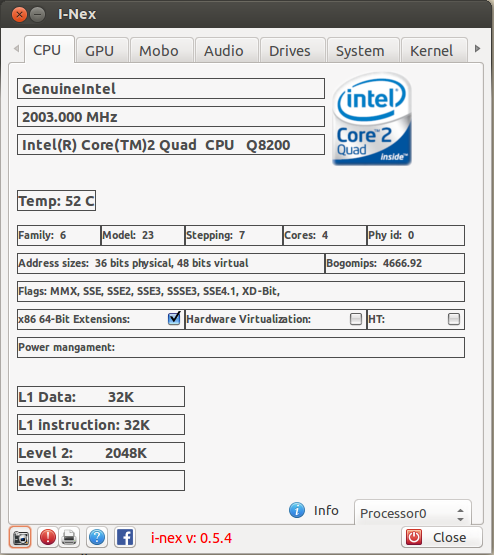 I-Nex
CPU GPU Mobo Audio Drives System Kernel
GenuineIntel
2003.000 MHz
Intel(R) Core(TM)2 Quad CPU Q8200
intel
Core™2
Quad
inside™
Temp: 52 C
Family: 6 Model: 23 Stepping: 7 Cores: 4 Phy id: 0
Address sizes: 36 bits physical, 48 bits virtual Bogomips: 4666.92
Flags: MMX, SSE, SSE2, SSE3, SSSE3, SSE4.1, XD-Bit,
x86 64-Bit Extensions: Hardware Virtualization: HT:
Power mangament:
L1 Data: 32K
L1 instruction: 32K
Level 2: 2048K
Level 3:
Info Processor0
i-nex v: 0.5.4 Close